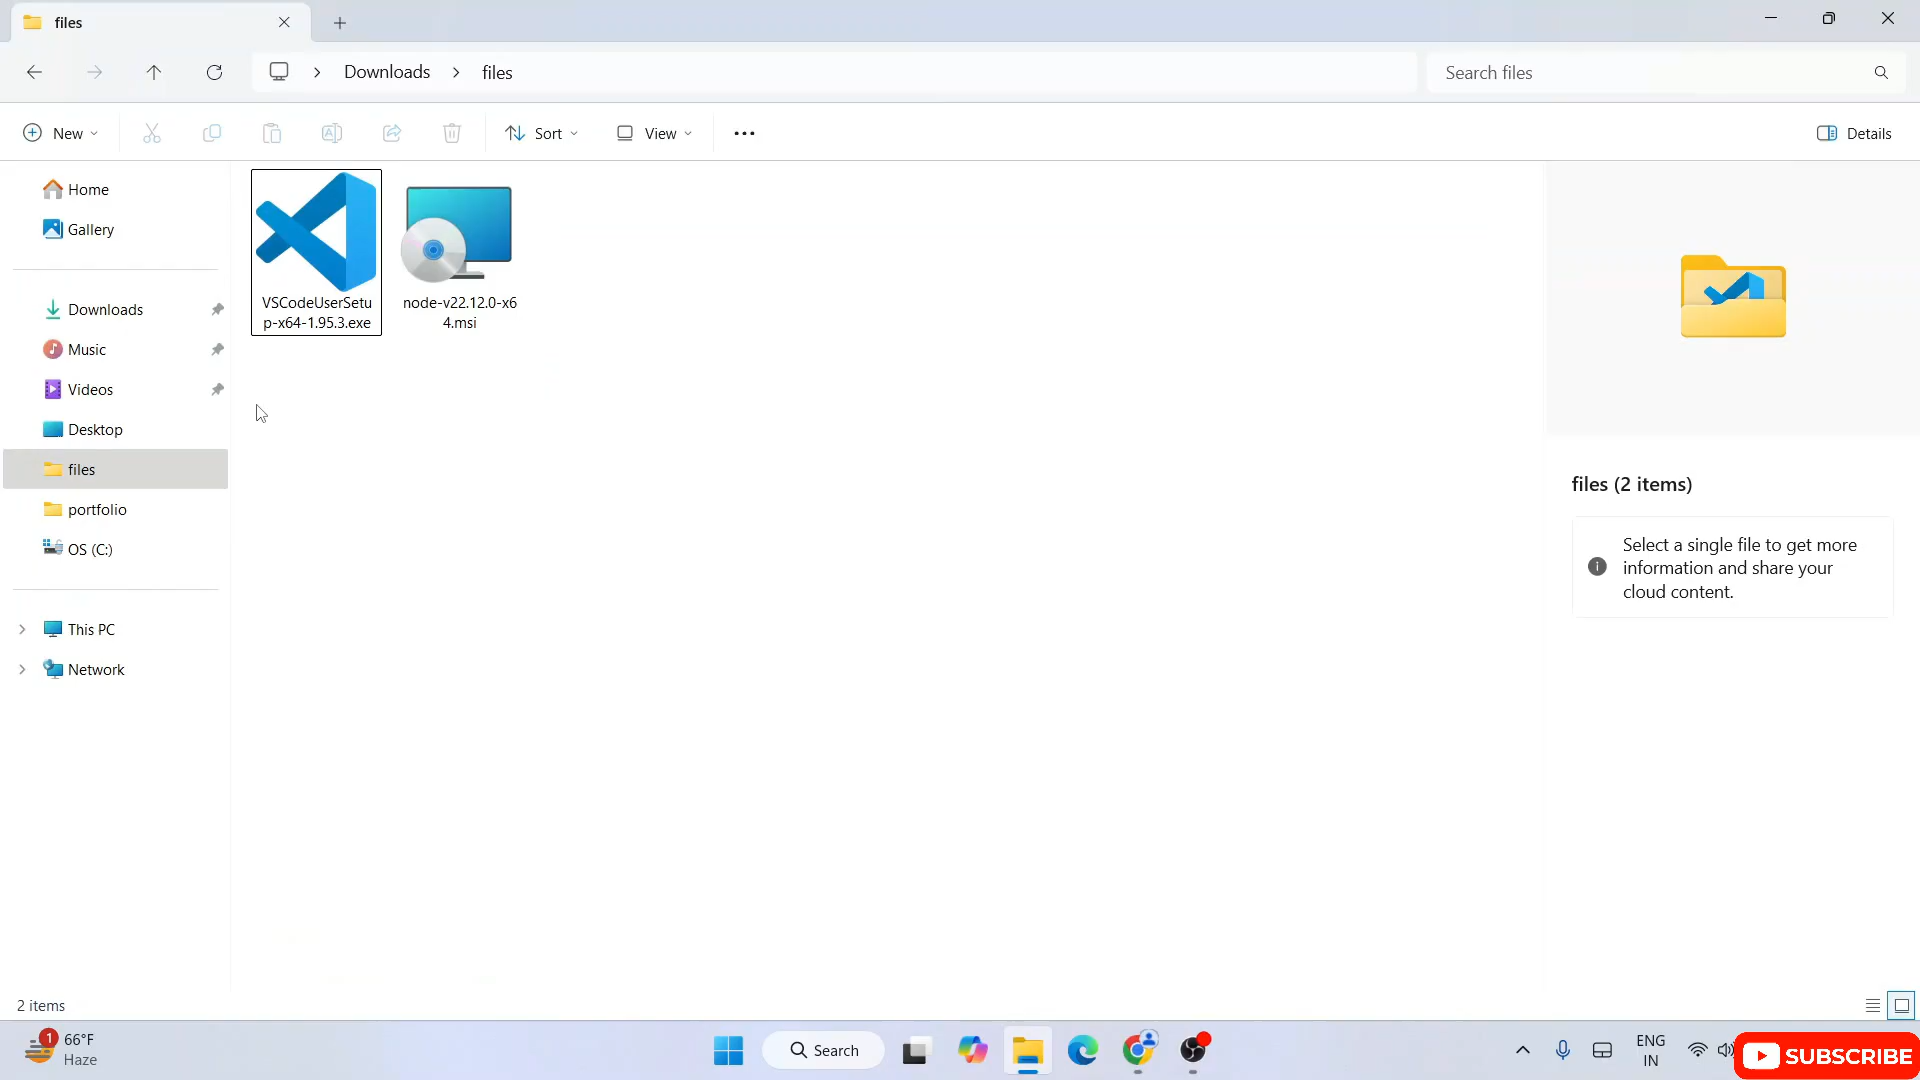 files
Downloads
files
Search files
New
Sort
View
Details
Home
Gallery
Downloads
Music
Videos
Desktop
files
portfolio
OS (C:)
This PC
Network
VSCodeUserSetu
p-x64-1.95.3.exe
node-v22.12.0-x6
4.msi
files (2 items)
Select a single file to get more
information and share your
cloud content.
2 items
1
66°F
Haze
Search
ENG
IN
SUBSCRIBE